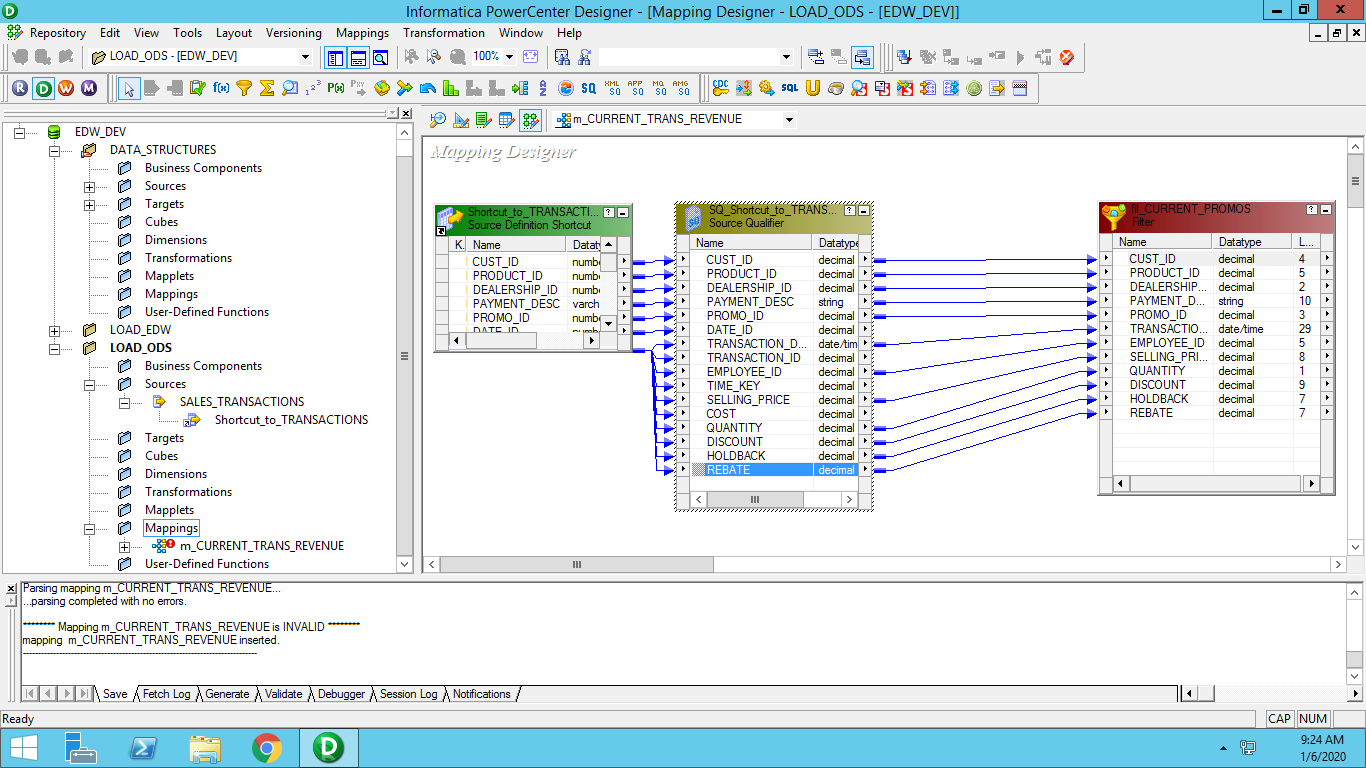 Informatica PowerCenter Designer - [Mapping Designer - LOAD_ODS - [EDW_DEV]]
Repository Edit View Tools Layout Versioning Mappings Transformation Window Help
LOAD_ODS - [EDW_DEV]
100%
m_CURRENT_TRANS_REVENUE
EDW_DEV
DATA_STRUCTURES
Business Components
Sources
Targets
Cubes
Dimensions
Transformations
Mapplets
Mappings
User-Defined Functions
LOAD_EDW
LOAD_ODS
Business Components
Sources
SALES_TRANSACTIONS
Shortcut_to_TRANSACTIONS
Targets
Cubes
Dimensions
Transformations
Mapplets
Mappings
m_CURRENT_TRANS_REVENUE
User-Defined Functions
Mapping Designer
Shortcut_to_TRANSACTI...
Source Definition Shortcut
K. Name Datat
CUST_ID numbe
PRODUCT_ID numbe
DEALERSHIP_ID numbe
PAYMENT_DESC varch
PROMO_ID numbe
DATE_ID numbe
SQ_Shortcut_to_TRANS...
Source Qualifier
Name Datatype
CUST_ID decimal
PRODUCT_ID decimal
DEALERSHIP_ID decimal
PAYMENT_DESC string
PROMO_ID decimal
DATE_ID decimal
TRANSACTION_D... date/tim
TRANSACTION_ID decimal
EMPLOYEE_ID decimal
TIME_KEY decimal
SELLING_PRICE decimal
COST decimal
QUANTITY decimal
DISCOUNT decimal
HOLDBACK decimal
REBATE decimal
fil_CURRENT_PROMOS
Filter
Name Datatype L...
CUST_ID decimal 4
PRODUCT_ID decimal 5
DEALERSHIP_... decimal 2
PAYMENT_D... string 10
PROMO_ID decimal 3
TRANSACTIO... date/time 29
EMPLOYEE_ID decimal 5
SELLING_PRI... decimal 8
QUANTITY decimal 1
DISCOUNT decimal 9
HOLDBACK decimal 7
REBATE decimal 7
Parsing mapping m_CURRENT_TRANS_REVENUE...
...parsing completed with no errors.
******** Mapping m_CURRENT_TRANS_REVENUE is INVALID ********
mapping m_CURRENT_TRANS_REVENUE inserted.
Save Fetch Log Generate Validate Debugger Session Log Notifications
Ready
CAP NUM
9:24 AM
1/6/2020